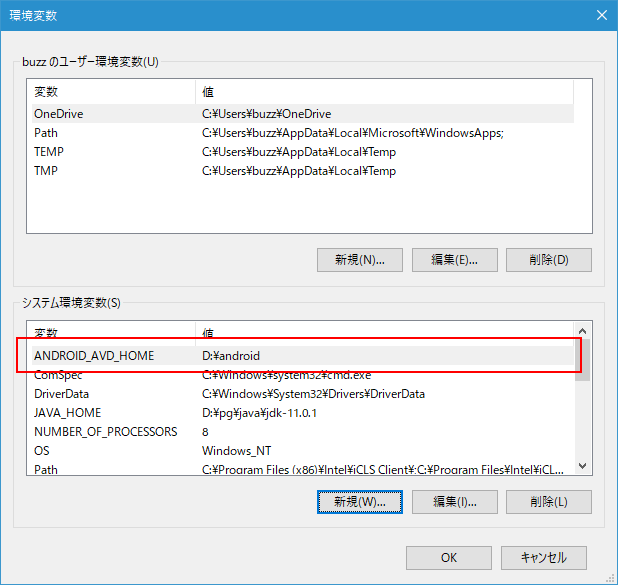 環境変数
buzz のユーザー環境変数(U)
変数 値
OneDrive C:¥Users¥buzz¥OneDrive
Path C:¥Users¥buzz¥AppData¥Local¥Microsoft¥WindowsApps;
TEMP C:¥Users¥buzz¥AppData¥Local¥Temp
TMP C:¥Users¥buzz¥AppData¥Local¥Temp
新規(N)... 編集(E)... 削除(D)
システム環境変数(S)
変数 値
ANDROID_AVD_HOME D:¥android
ComSpec C:¥Windows¥system32¥cmd.exe
DriverData C:¥Windows¥System32¥Drivers¥DriverData
JAVA_HOME D:¥pg¥java¥jdk-11.0.1
NUMBER_OF_PROCESSORS 8
OS Windows_NT
Path C:¥Program Files (x86)¥Intel¥iCLS Client¥;C:¥Program Files¥Intel¥iCL...
新規(W)... 編集(I)... 削除(L)
OK キャンセル